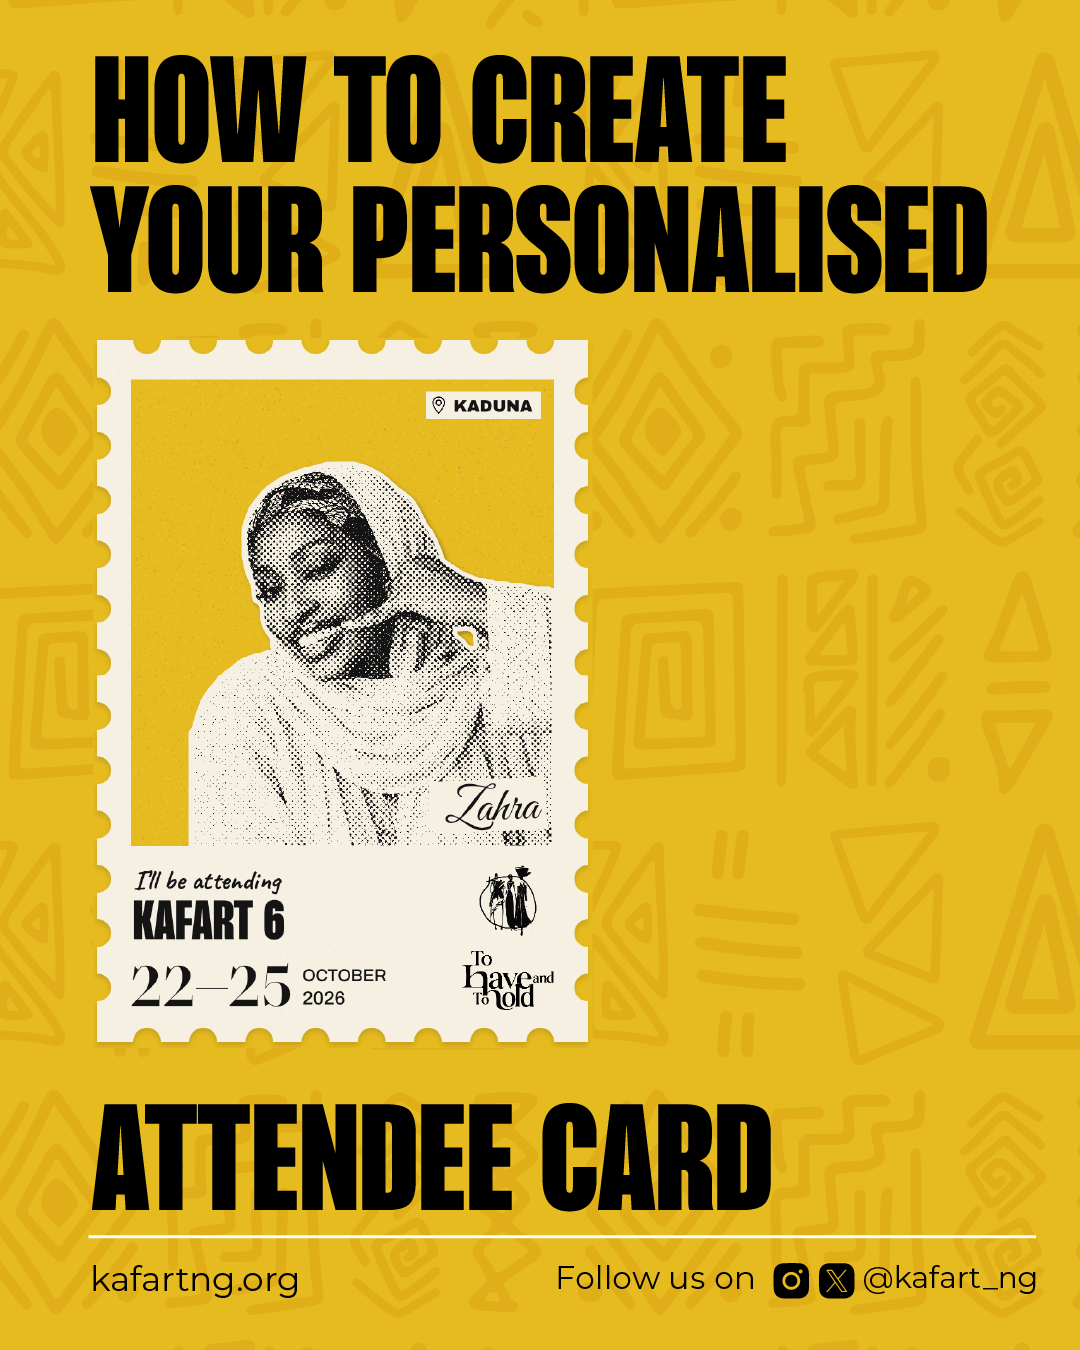 HOW TO CREATE
YOUR PERSONALISED
KADUNA
Zahra
I'll be attending
KAFART 6
22—25 OCTOBER
2026
To
have and
To hold
ATTENDEE CARD
kafartng.org
Follow us on @kafart_ng